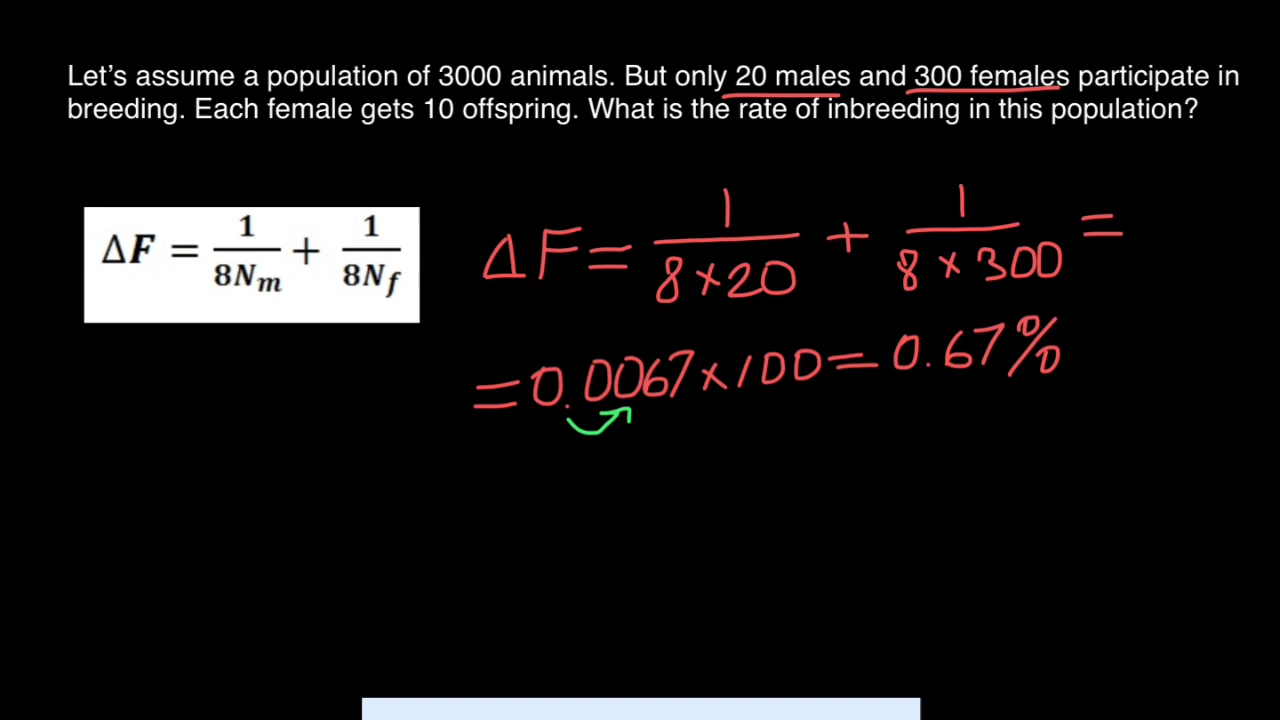 Let’s assume a population of 3000 animals. But only 20 males and 300 females participate in
breeding. Each female gets 10 offspring. What is the rate of inbreeding in this population?
ΔF = 1/8Nm + 1/8Nf
ΔF = 1/8×20 + 1/8×300 =
= 0.0067×100 = 0.67%